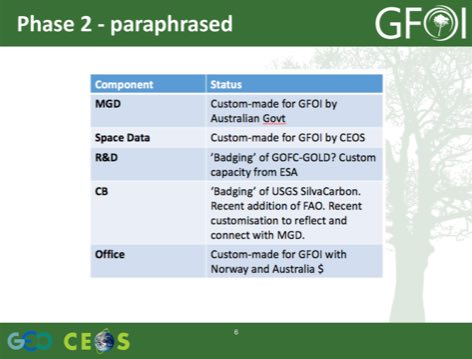 Phase 2 - paraphrased
GFOI
Component Status
MGD Custom-made for GFOI by
Australian Govt
Space Data Custom-made for GFOI by CEOS
R&D 'Badging' of GOFC-GOLD? Custom
capacity from ESA
CB 'Badging' of USGS SilvaCarbon.
Recent addition of FAO. Recent
customisation to reflect and
connect with MGD.
Office Custom-made for GFOI with
Norway and Australia $
6
GEO CEOS